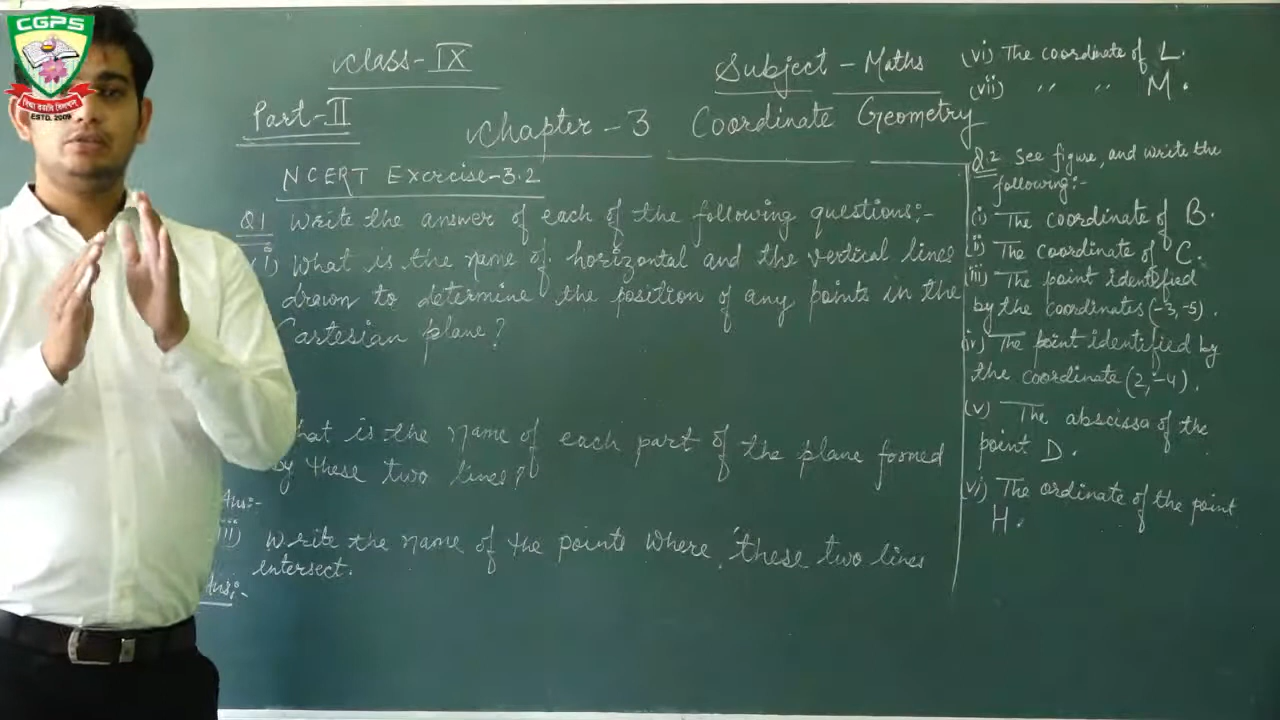 CGPS
विद्या ददाति विनयम्
ESTD. 2009
Class-IX
Subject - Maths
Part-II
Chapter-3 Coordinate Geometry
NCERT Exercise-3.2
Q1 Write the answer of each of the following questions:-
(i) What is the name of horizontal and the vertical lines
drawn to determine the position of any points in the
Cartesian plane?
hat is the name of each part of the plane formed
by these two lines?
Ans:-
(iii) Write the name of the points where these two lines
intersect.
Ans:-
(vi) The coordinate of L.
(vii) " " M.
Q.2 See figure, and write the
following:-
(i) The coordinate of B.
(ii) The coordinate of C.
(iii) The point identified
by the coordinates (-3,-5).
(iv) The point identified by
the coordinate (2,-4).
(v) The abscissa of the
point D.
(vi) The ordinate of the point
H.